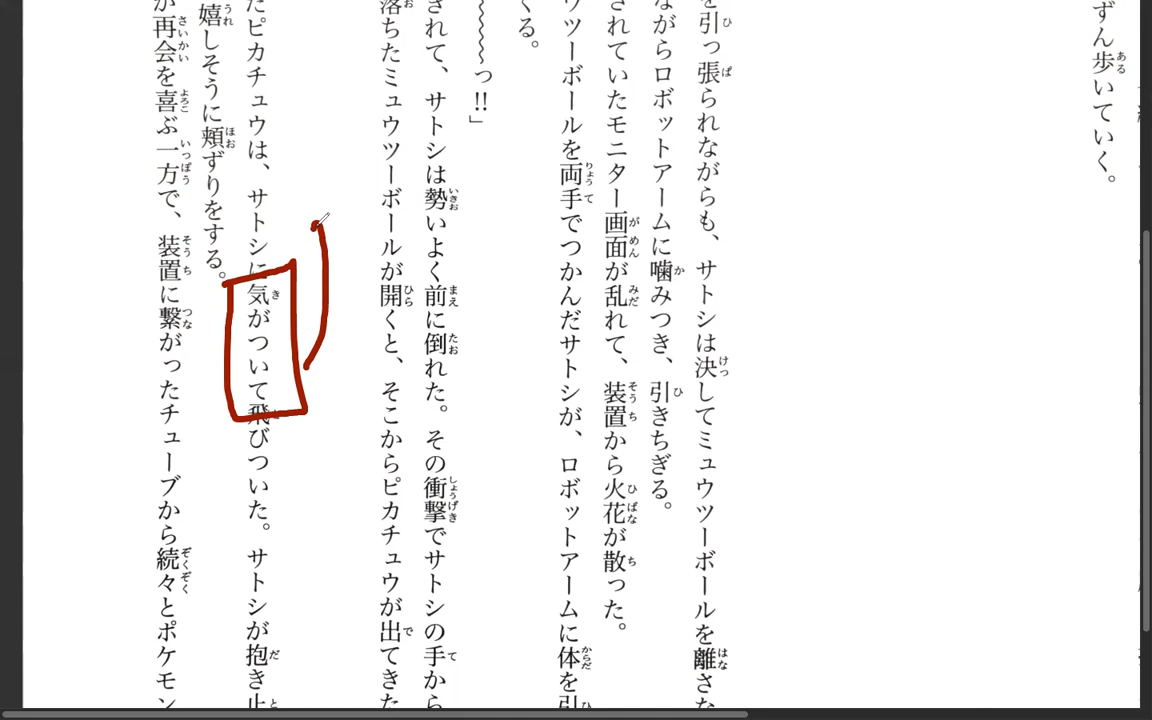 ずん歩いていく。
を引っ張られながらも、サトシは決してミュウツーボールを離さな
ながらロボットアームに噛みつき、引きちぎる。
されていたモニター画面が乱れて、装置から火花が散った。
ウツーボールを両手でつかんだサトシが、ロボットアームに体を引
くる。
〜〜〜〜っ!!」
きれて、サトシは勢いよく前に倒れた。その衝撃でサトシの手から
落ちたミュウツーボールが開くと、そこからピカチュウが出てきた
たピカチュウは、サトシに気がついて飛びついた。サトシが抱き止
嬉しそうに頬ずりをする。
が再会を喜ぶ一方で、装置に繋がったチューブから続々とポケモン